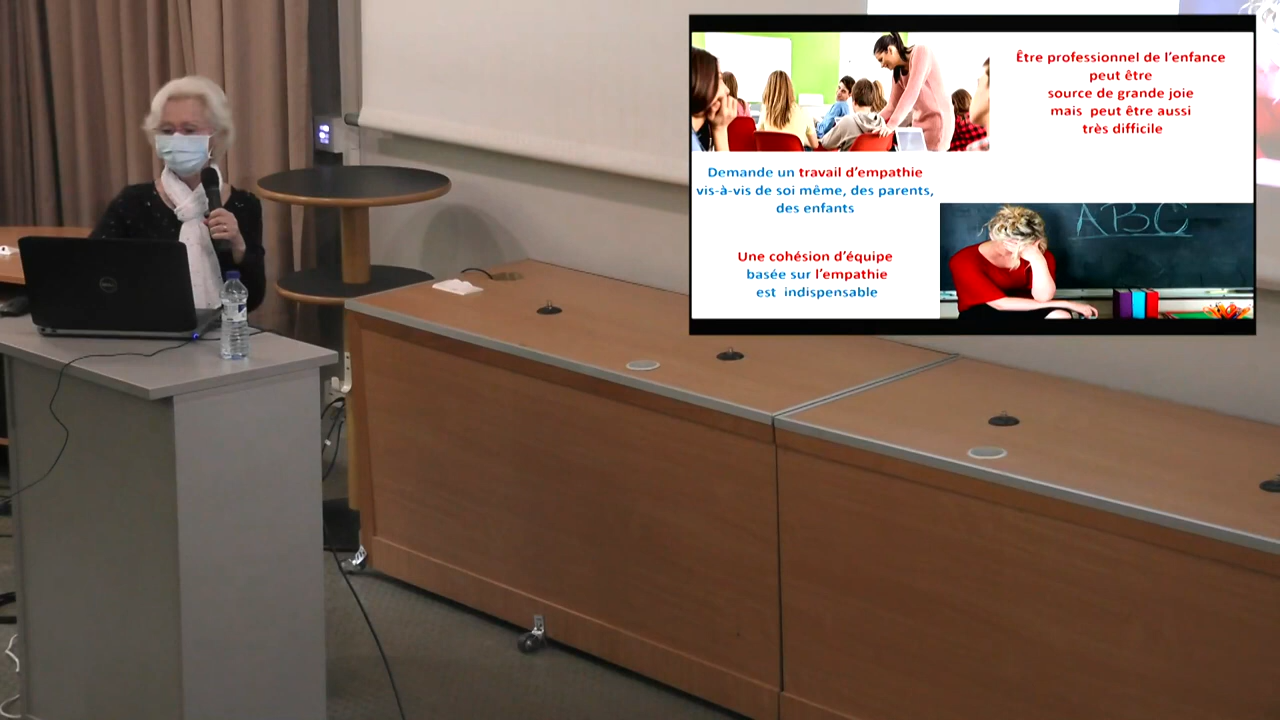 Être professionnel de l'enfance
peut être
source de grande joie
mais peut être aussi
très difficile
Demande un travail d'empathie
vis-à-vis de soi même, des parents,
des enfants
Une cohésion d'équipe
basée sur l'empathie
est indispensable
ABC
DELL